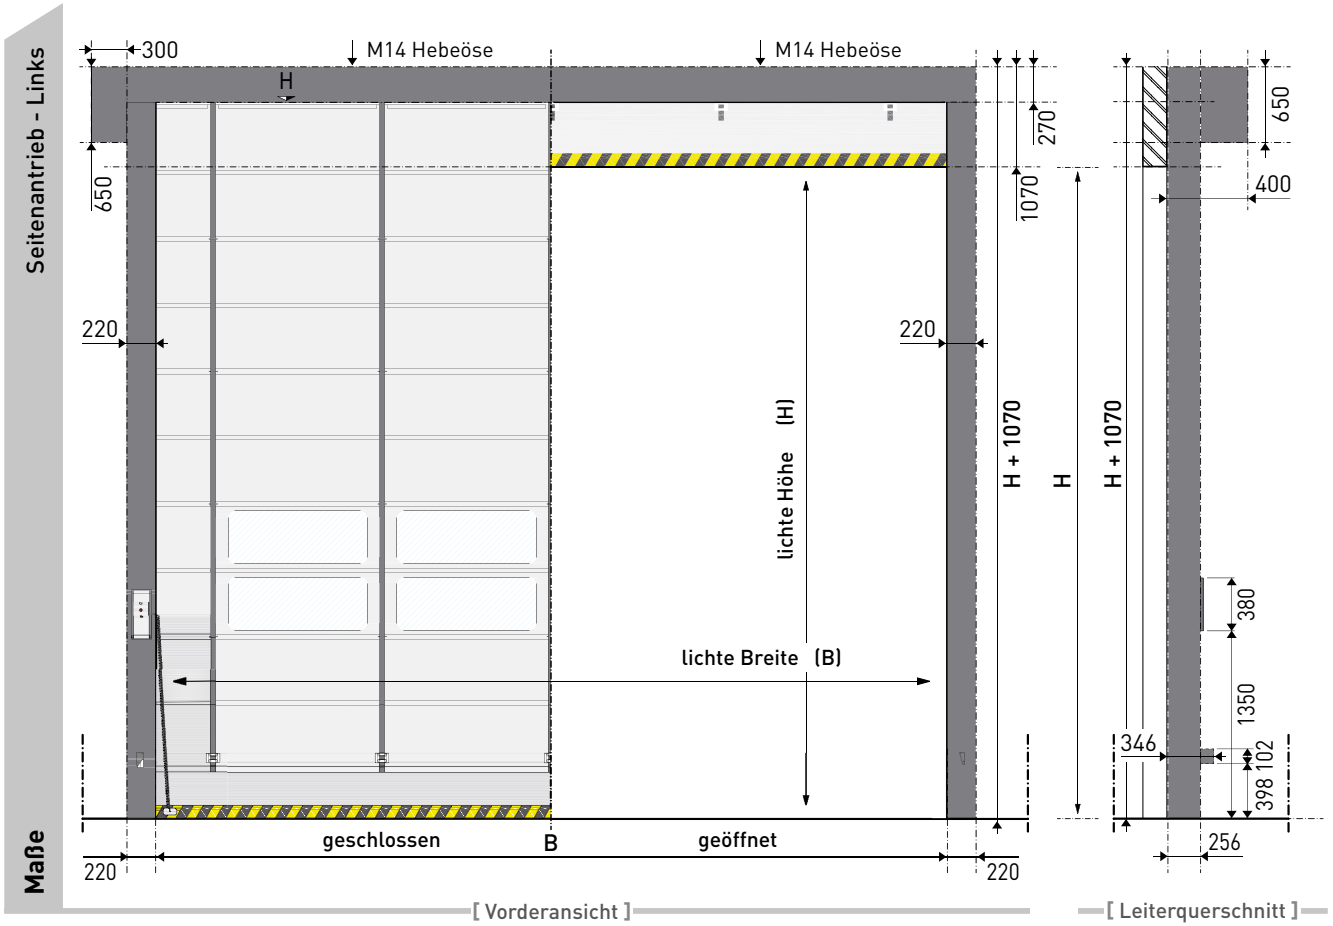 Seitenantrieb - Links
Maße
300
M14 Hebeöse
M14 Hebeöse
H
650
270
1070
650
400
220
220
lichte Höhe (H)
H + 1070
H
H + 1070
380
lichte Breite (B)
1350
346
102
398
geschlossen
B
geöffnet
256
220
220
[ Vorderansicht ]
[ Leiterquerschnitt ]